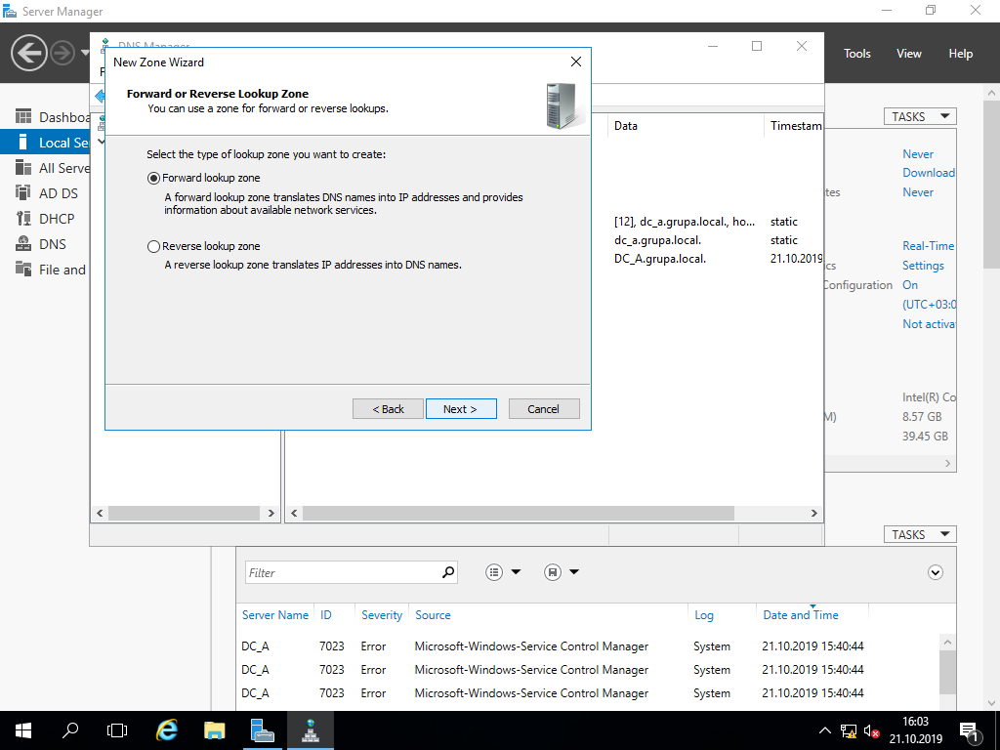 Server Manager
DNS Manager
Tools
View
Help
New Zone Wizard
Forward or Reverse Lookup Zone
You can use a zone for forward or reverse lookups.
Select the type of lookup zone you want to create:
Forward lookup zone
A forward lookup zone translates DNS names into IP addresses and provides
information about available network services.
Reverse lookup zone
A reverse lookup zone translates IP addresses into DNS names.
< Back
Next >
Cancel
Dashboa
Local Se
All Serve
AD DS
DHCP
DNS
File and
Data
Timestam
[12], dc_a.grupa.local., ho...
static
dc_a.grupa.local.
static
DC_A.grupa.local.
21.10.2019
TASKS
Never
Download
tes
Never
Real-Time
cs
Settings
Configuration
On
(UTC+03:0
Not activa
Intel(R) Co
M)
8.57 GB
39.45 GB
TASKS
Filter
Server Name
ID
Severity
Source
Log
Date and Time
DC_A 7023 Error Microsoft-Windows-Service Control Manager System 21.10.2019 15:40:44
DC_A 7023 Error Microsoft-Windows-Service Control Manager System 21.10.2019 15:40:44
DC_A 7023 Error Microsoft-Windows-Service Control Manager System 21.10.2019 15:40:44
16:03
21.10.2019
1